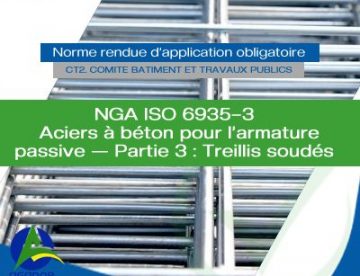 Norme rendue d'application obligatoire
CT2. COMITE BATIMENT ET TRAVAUX PUBLICS
NGA ISO 6935-3
Aciers à béton pour l'armature
passive — Partie 3 : Treillis soudés